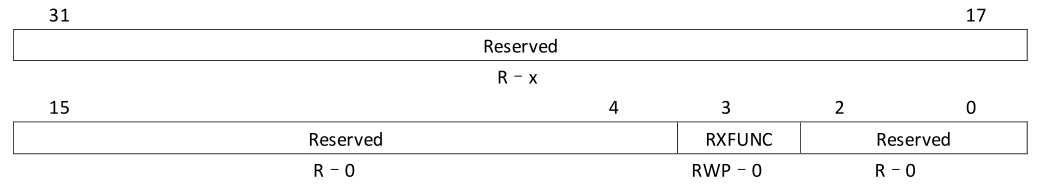 31 17
Reserved
R – x
15 4 3 2 0
Reserved RXFUNC Reserved
R – 0 RWP – 0 R – 0